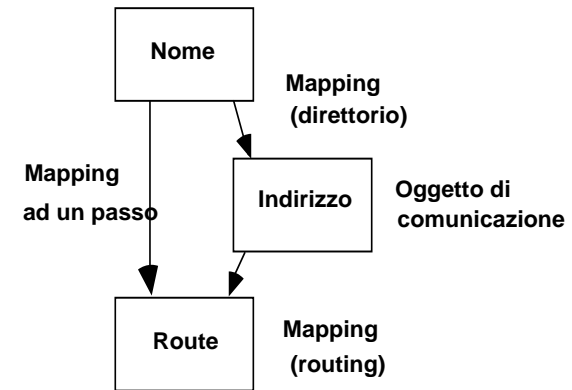 Nome
Mapping
(direttorio)
Mapping
ad un passo
Indirizzo
Oggetto di
comunicazione
Route
Mapping
(routing)